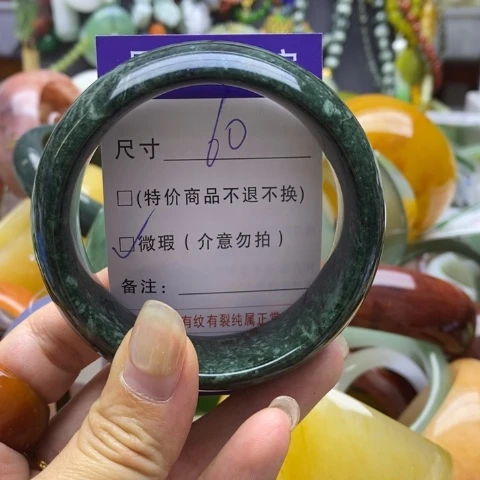 尺寸 60
□(特价商品不退不换)
☑微瑕（介意勿拍）
备注：
有纹有裂纯属正常